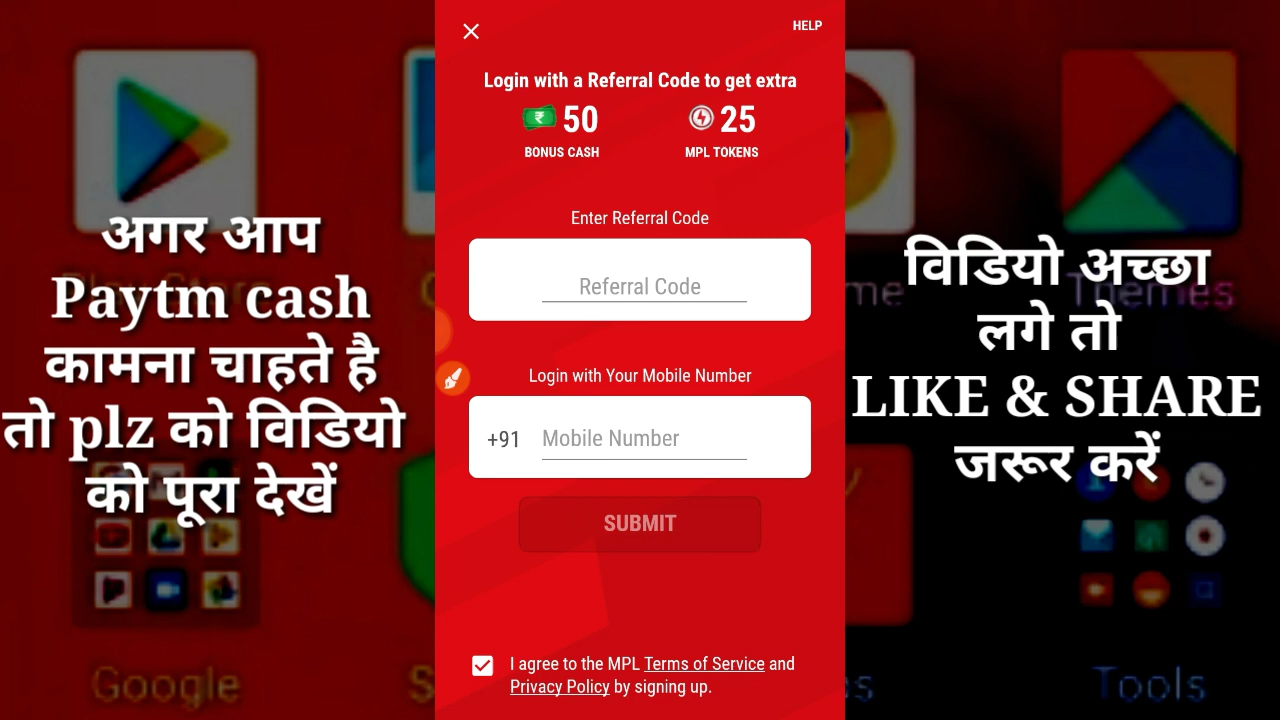 अगर आप
Paytm cash
कामना चाहते है
तो plz को विडियो
को पूरा देखें
Google
HELP
Login with a Referral Code to get extra
50
25
BONUS CASH
MPL TOKENS
Enter Referral Code
Referral Code
Login with Your Mobile Number
+91 Mobile Number
SUBMIT
I agree to the MPL Terms of Service and
Privacy Policy by signing up.
विडियो अच्छा
लगे तो
LIKE & SHARE
जरूर करें
Themes
Tools